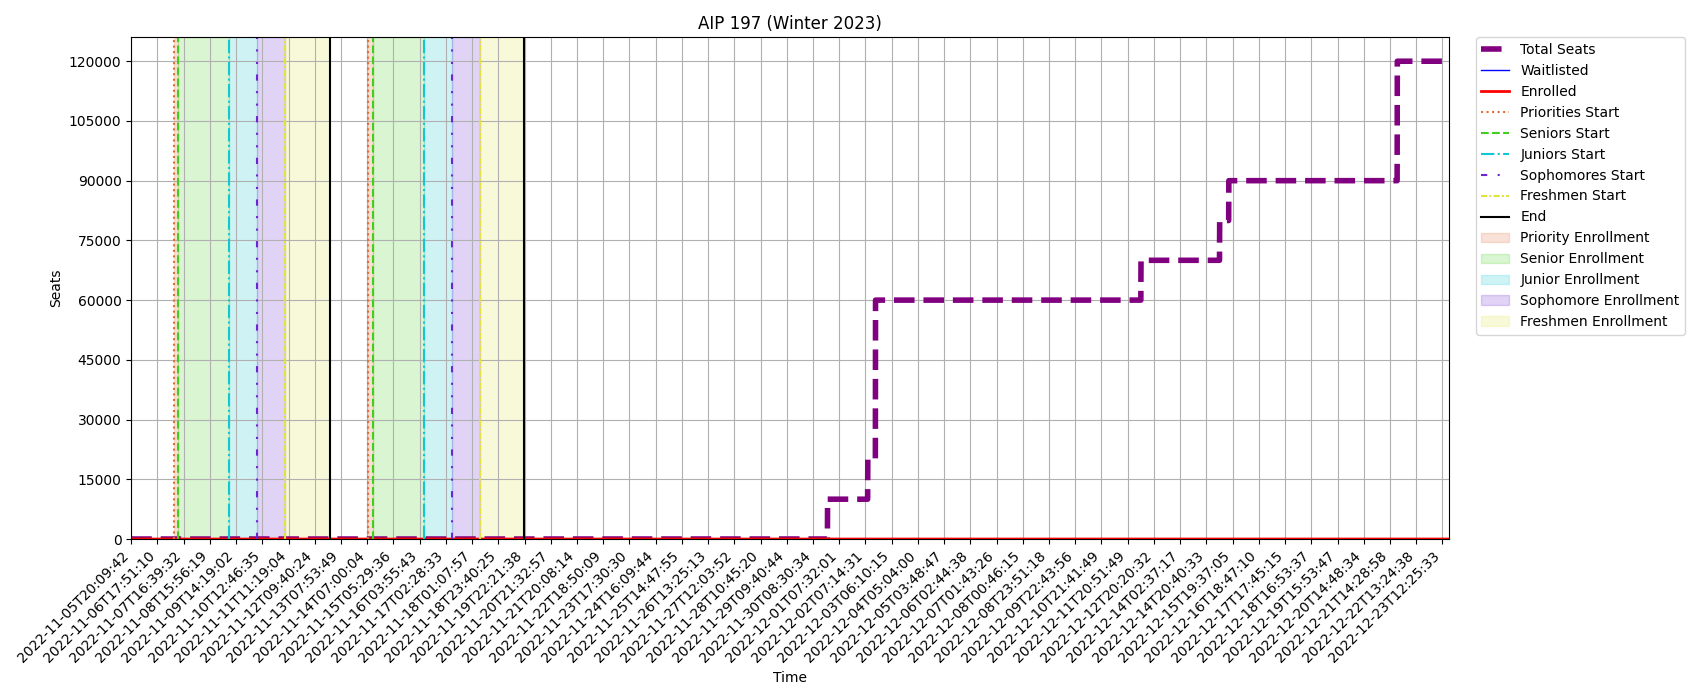 AIP 197 (Winter 2023)
Seats
120000
105000
90000
75000
60000
45000
30000
15000
0
2022-11-05T20:09:42
2022-11-06T17:51:10
2022-11-07T16:39:32
2022-11-08T15:56:19
2022-11-09T14:19:02
2022-11-10T12:46:35
2022-11-11T11:19:04
2022-11-12T09:40:24
2022-11-13T07:53:49
2022-11-14T07:00:04
2022-11-15T05:29:36
2022-11-16T03:55:43
2022-11-17T02:28:33
2022-11-18T01:07:57
2022-11-18T23:40:25
2022-11-19T22:21:38
2022-11-20T21:32:57
2022-11-21T20:08:14
2022-11-22T18:50:09
2022-11-23T17:30:30
2022-11-24T16:09:44
2022-11-25T14:47:55
2022-11-26T13:25:13
2022-11-27T12:03:52
2022-11-28T10:45:20
2022-11-29T09:40:44
2022-11-30T08:30:34
2022-12-01T07:32:01
2022-12-02T07:14:31
2022-12-03T06:10:15
2022-12-04T05:04:00
2022-12-05T03:48:47
2022-12-06T02:44:38
2022-12-07T01:43:26
2022-12-08T00:46:15
2022-12-08T23:51:18
2022-12-09T22:43:56
2022-12-10T21:41:49
2022-12-11T20:51:49
2022-12-12T20:20:32
2022-12-14T02:37:17
2022-12-14T20:40:33
2022-12-15T19:37:05
2022-12-16T18:47:10
2022-12-17T17:45:15
2022-12-18T16:53:37
2022-12-19T15:53:47
2022-12-20T14:48:34
2022-12-21T14:28:58
2022-12-22T13:24:38
2022-12-23T12:25:33
Time
Total Seats
Waitlisted
Enrolled
Priorities Start
Seniors Start
Juniors Start
Sophomores Start
Freshmen Start
End
Priority Enrollment
Senior Enrollment
Junior Enrollment
Sophomore Enrollment
Freshmen Enrollment